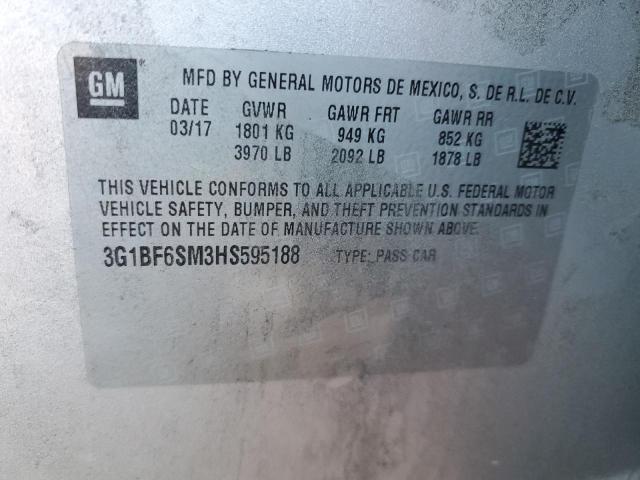 GM
MFD BY GENERAL MOTORS DE MEXICO, S. DE R.L. DE C.V.
DATE GVWR GAWR FRT GAWR RR
03/17 1801 KG 949 KG 852 KG
3970 LB 2092 LB 1878 LB
THIS VEHICLE CONFORMS TO ALL APPLICABLE U.S. FEDERAL MOTOR
VEHICLE SAFETY, BUMPER, AND THEFT PREVENTION STANDARDS IN
EFFECT ON THE DATE OF MANUFACTURE SHOWN ABOVE.
3G1BF6SM3HS595188 TYPE: PASS CAR